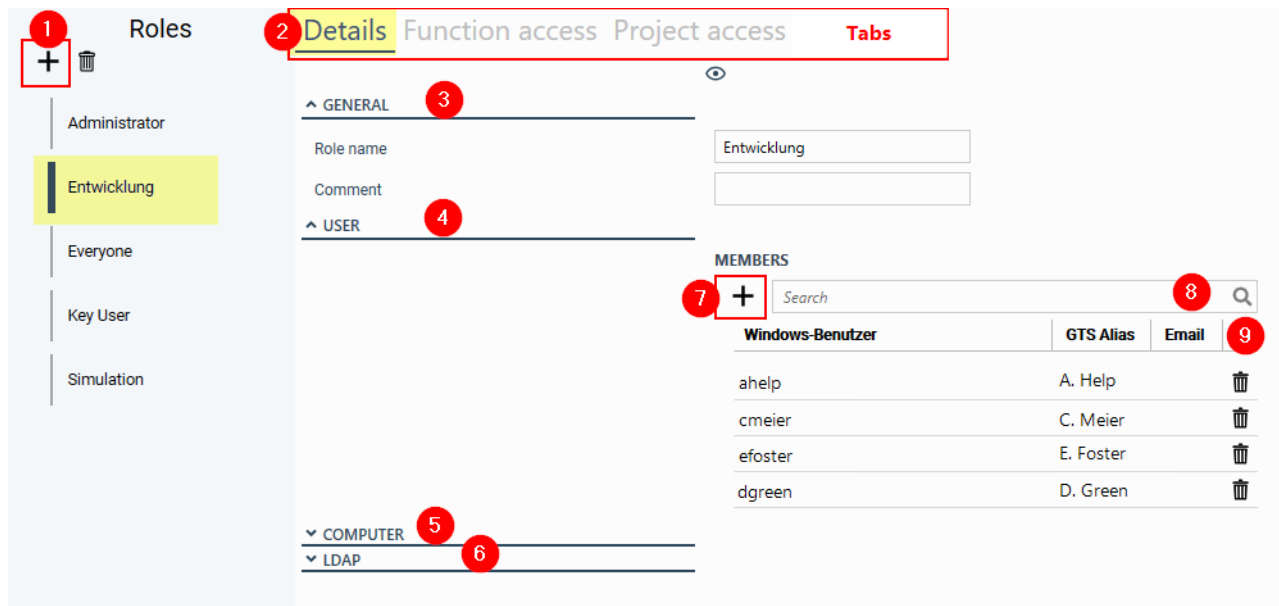 1
Roles
2
Details Function access Project access Tabs
GENERAL 3
Administrator
Role name Entwicklung
Entwicklung
Comment
USER 4
Everyone
MEMBERS
7 Search 8
Key User
Windows-Benutzer GTS Alias Email 9
Simulation
ahelp A. Help
cmeier C. Meier
efoster E. Foster
dgreen D. Green
COMPUTER 5
LDAP 6